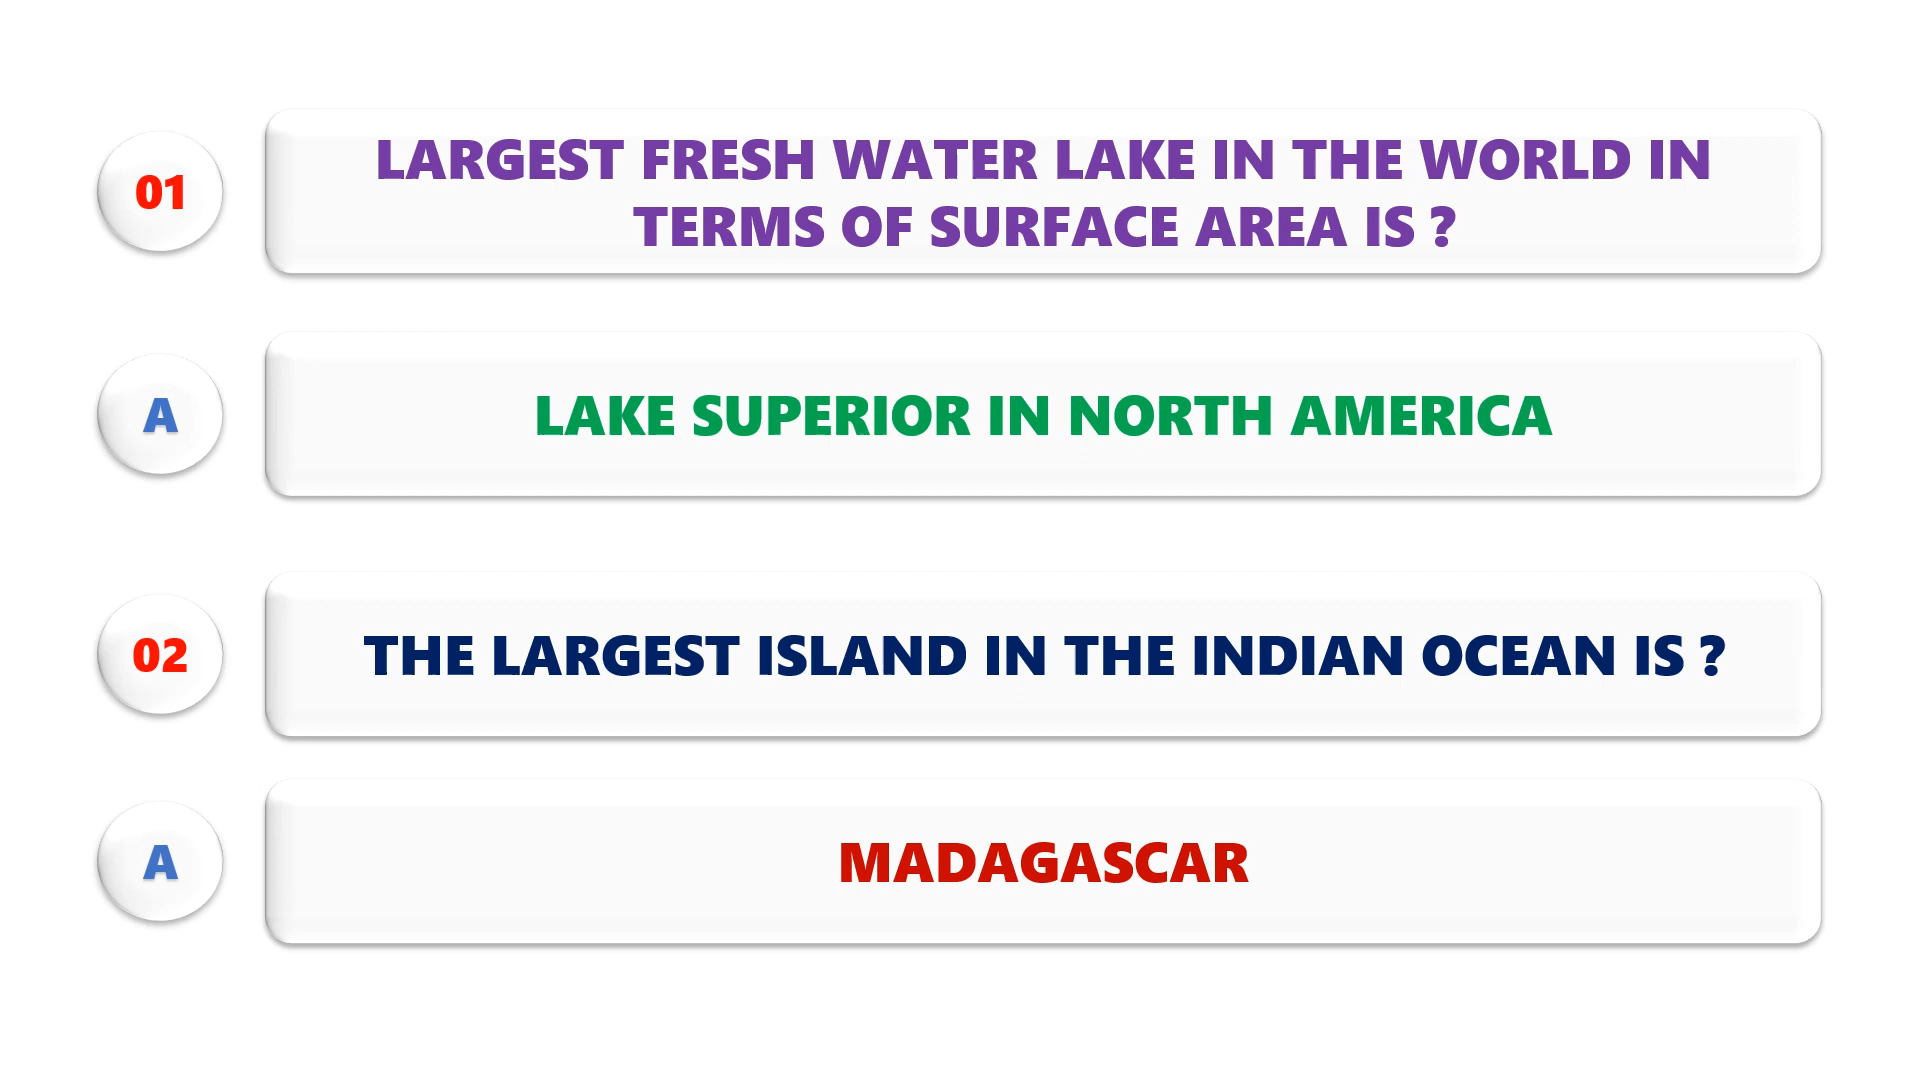 01
LARGEST FRESH WATER LAKE IN THE WORLD IN
TERMS OF SURFACE AREA IS ?
A
LAKE SUPERIOR IN NORTH AMERICA
02
THE LARGEST ISLAND IN THE INDIAN OCEAN IS ?
A
MADAGASCAR